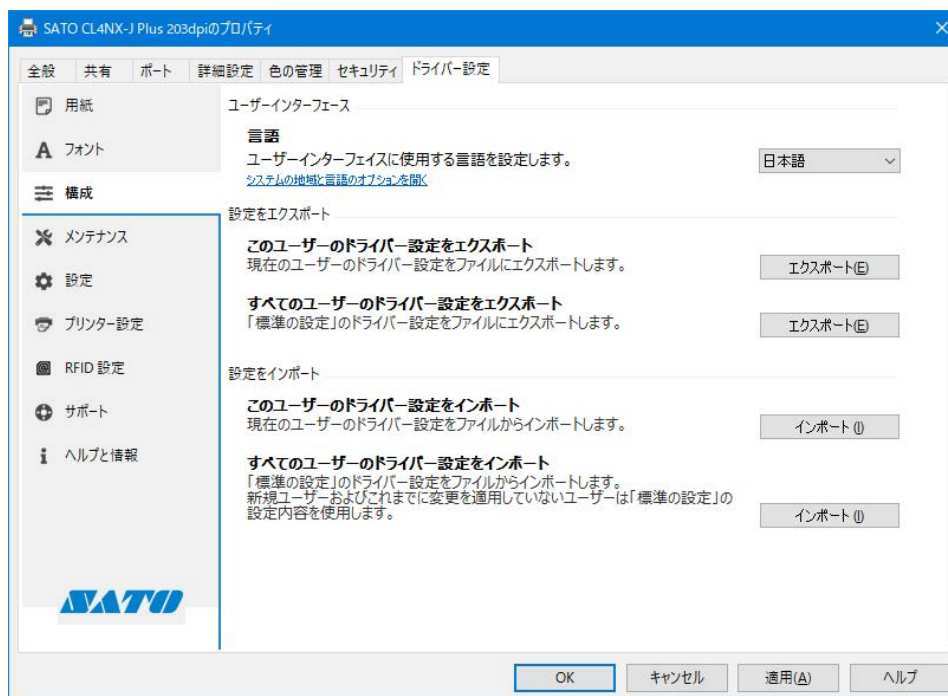 SATO CL4NX-J Plus 203dpiのプロパティ
全般 共有 ポート 詳細設定 色の管理 セキュリティ ドライバー設定
用紙
フォント
構成
メンテナンス
設定
プリンター設定
RFID 設定
サポート
ヘルプと情報
SATO
ユーザーインターフェース
言語
ユーザーインターフェイスに使用する言語を設定します。
日本語
システムの地域と言語のオプションを開く
設定をエクスポート
このユーザーのドライバー設定をエクスポート
現在のユーザーのドライバー設定をファイルにエクスポートします。
エクスポート(E)
すべてのユーザーのドライバー設定をエクスポート
「標準の設定」のドライバー設定をファイルにエクスポートします。
エクスポート(E)
設定をインポート
このユーザーのドライバー設定をインポート
現在のユーザーのドライバー設定をファイルからインポートします。
インポート(I)
すべてのユーザーのドライバー設定をインポート
「標準の設定」のドライバー設定をファイルからインポートします。
新規ユーザーおよびこれまでに変更を適用していないユーザーは「標準の設定」の
設定内容を使用します。
インポート(I)
OK キャンセル 適用(A) ヘルプ